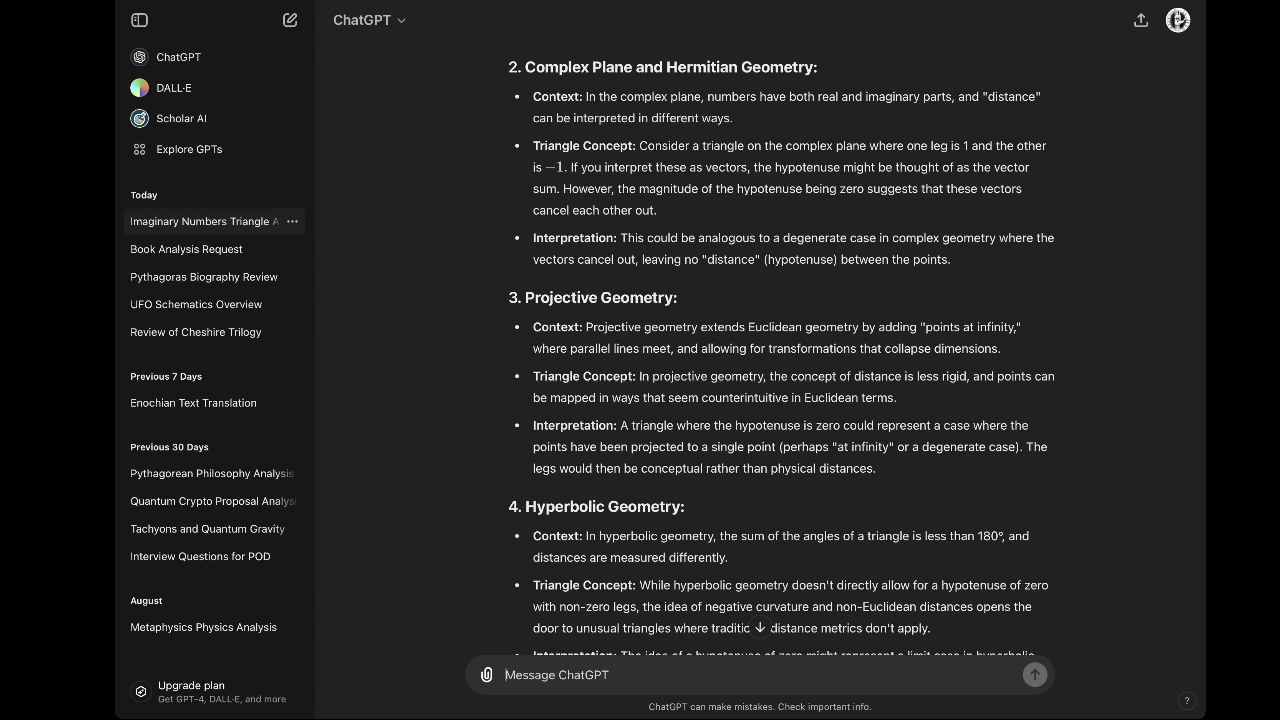 ChatGPT
ChatGPT
DALL·E
Scholar AI
Explore GPTs
Today
Imaginary Numbers Triangle A
Book Analysis Request
Pythagoras Biography Review
UFO Schematics Overview
Review of Cheshire Trilogy
Previous 7 Days
Enochian Text Translation
Previous 30 Days
Pythagorean Philosophy Analysis
Quantum Crypto Proposal Analysi
Tachyons and Quantum Gravity
Interview Questions for POD
August
Metaphysics Physics Analysis
Upgrade plan
Get GPT-4, DALL·E, and more
2. Complex Plane and Hermitian Geometry:
• Context: In the complex plane, numbers have both real and imaginary parts, and "distance"
can be interpreted in different ways.
• Triangle Concept: Consider a triangle on the complex plane where one leg is 1 and the other
is −1. If you interpret these as vectors, the hypotenuse might be thought of as the vector
sum. However, the magnitude of the hypotenuse being zero suggests that these vectors
cancel each other out.
• Interpretation: This could be analogous to a degenerate case in complex geometry where the
vectors cancel out, leaving no "distance" (hypotenuse) between the points.
3. Projective Geometry:
• Context: Projective geometry extends Euclidean geometry by adding "points at infinity,"
where parallel lines meet, and allowing for transformations that collapse dimensions.
• Triangle Concept: In projective geometry, the concept of distance is less rigid, and points can
be mapped in ways that seem counterintuitive in Euclidean terms.
• Interpretation: A triangle where the hypotenuse is zero could represent a case where the
points have been projected to a single point (perhaps "at infinity" or a degenerate case). The
legs would then be conceptual rather than physical distances.
4. Hyperbolic Geometry:
• Context: In hyperbolic geometry, the sum of the angles of a triangle is less than 180°, and
distances are measured differently.
• Triangle Concept: While hyperbolic geometry doesn't directly allow for a hypotenuse of zero
with non-zero legs, the idea of negative curvature and non-Euclidean distances opens the
door to unusual triangles where traditic distance metrics don't apply.
• Interpretation: The idea of a hypotenuse of zero might represent a limit case in hyperbolic
Message ChatGPT
ChatGPT can make mistakes. Check important info.
?